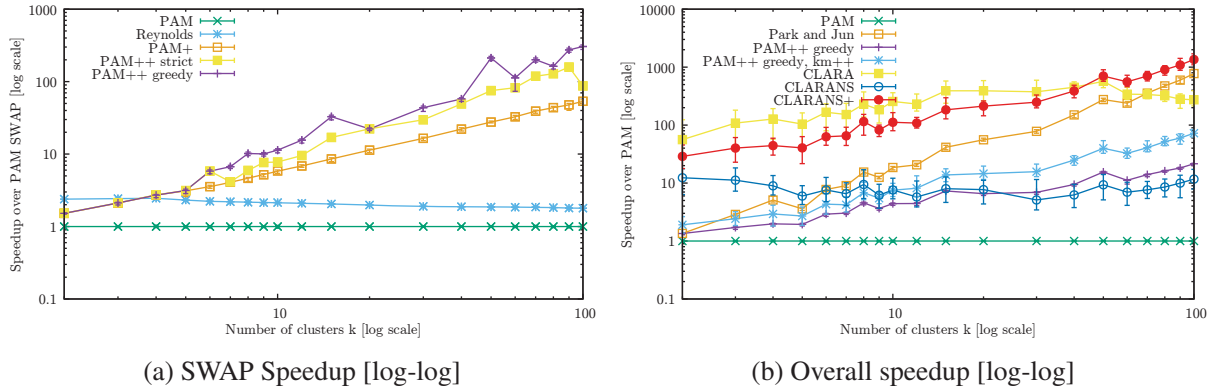 PAM
Reynolds
PAM+
PAM++ strict
PAM++ greedy
1000
100
10
1
0.1
10
100
Speedup over PAM SWAP [log scale]
Number of clusters k [log scale]
(a) SWAP Speedup [log-log]
PAM
Park and Jun
PAM++ greedy
PAM++ greedy, km++
CLARA
CLARANS
CLARANS+
10000
1000
100
10
1
0.1
10
100
Speedup over PAM [log scale]
Number of clusters k [log scale]
(b) Overall speedup [log-log]